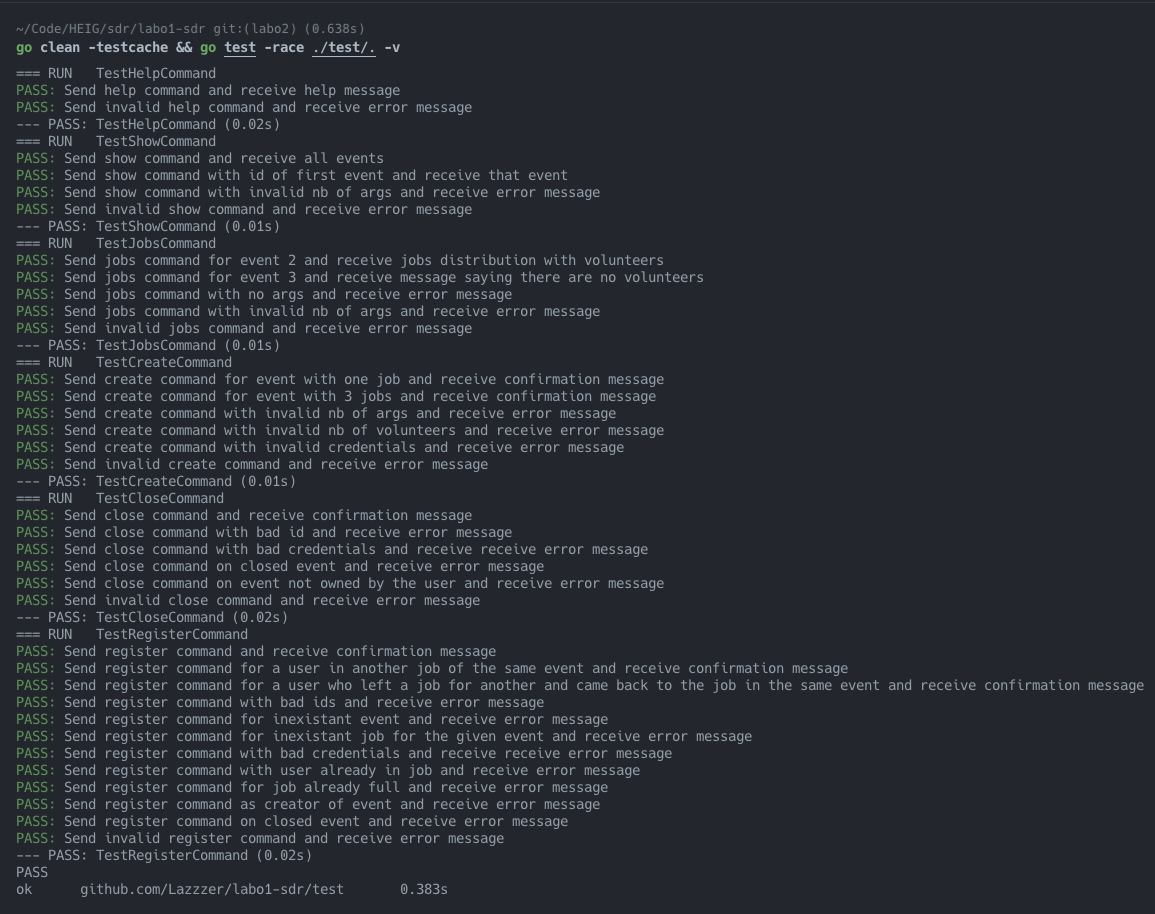 ~/Code/HEIG/sdr/labo1-sdr git:(labo2) (0.638s)
go clean -testcache && go test -race ./test/. -v
=== RUN   TestHelpCommand
PASS: Send help command and receive help message
PASS: Send invalid help command and receive error message
--- PASS: TestHelpCommand (0.02s)
=== RUN   TestShowCommand
PASS: Send show command and receive all events
PASS: Send show command with id of first event and receive that event
PASS: Send show command with invalid nb of args and receive error message
PASS: Send invalid show command and receive error message
--- PASS: TestShowCommand (0.01s)
=== RUN   TestJobsCommand
PASS: Send jobs command for event 2 and receive jobs distribution with volunteers
PASS: Send jobs command for event 3 and receive message saying there are no volunteers
PASS: Send jobs command with no args and receive error message
PASS: Send jobs command with invalid nb of args and receive error message
PASS: Send invalid jobs command and receive error message
--- PASS: TestJobsCommand (0.01s)
=== RUN   TestCreateCommand
PASS: Send create command for event with one job and receive confirmation message
PASS: Send create command for event with 3 jobs and receive confirmation message
PASS: Send create command with invalid nb of args and receive error message
PASS: Send create command with invalid nb of volunteers and receive error message
PASS: Send create command with invalid credentials and receive error message
PASS: Send invalid create command and receive error message
--- PASS: TestCreateCommand (0.01s)
=== RUN   TestCloseCommand
PASS: Send close command and receive confirmation message
PASS: Send close command with bad id and receive error message
PASS: Send close command with bad credentials and receive receive error message
PASS: Send close command on closed event and receive error message
PASS: Send close command on event not owned by the user and receive error message
PASS: Send invalid close command and receive error message
--- PASS: TestCloseCommand (0.02s)
=== RUN   TestRegisterCommand
PASS: Send register command and receive confirmation message
PASS: Send register command for a user in another job of the same event and receive confirmation message
PASS: Send register command for a user who left a job for another and came back to the job in the same event and receive confirmation message
PASS: Send register command with bad ids and receive error message
PASS: Send register command for inexistant event and receive error message
PASS: Send register command for inexistant job for the given event and receive error message
PASS: Send register command with bad credentials and receive receive error message
PASS: Send register command with user already in job and receive error message
PASS: Send register command for job already full and receive error message
PASS: Send register command as creator of event and receive error message
PASS: Send register command on closed event and receive error message
PASS: Send invalid register command and receive error message
--- PASS: TestRegisterCommand (0.02s)
PASS
ok      github.com/Lazzzer/labo1-sdr/test       0.383s